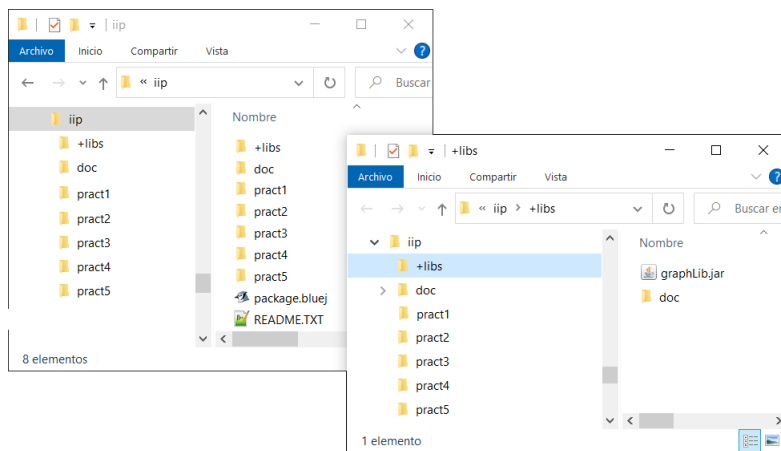 iip
Archivo Inicio Compartir Vista
« iip Buscar
iip
+libs
doc
pract1
pract2
pract3
pract4
pract5
Nombre
+libs
doc
pract1
pract2
pract3
pract4
pract5
package.bluej
README.TXT
8 elementos
+libs
Archivo Inicio Compartir Vista
« iip > +libs Buscar en
iip
+libs
doc
pract1
pract2
pract3
pract4
pract5
Nombre
graphLib.jar
doc
1 elemento